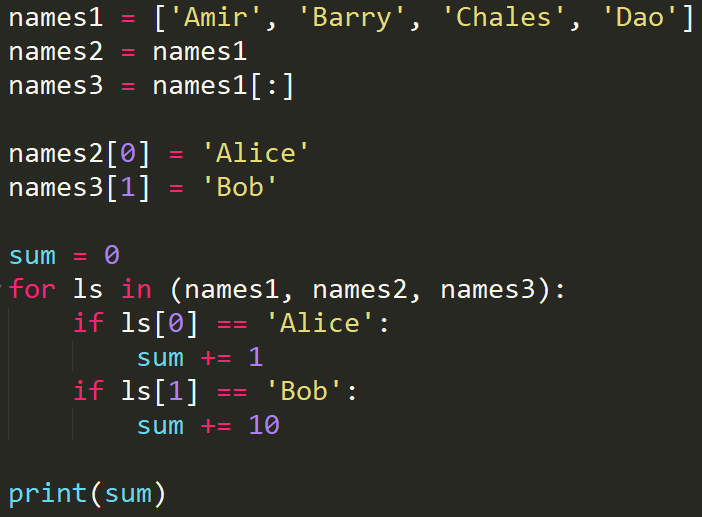 names1 = ['Amir', 'Barry', 'Chales', 'Dao']
names2 = names1
names3 = names1[:]

names2[0] = 'Alice'
names3[1] = 'Bob'

sum = 0
for ls in (names1, names2, names3):
    if ls[0] == 'Alice':
        sum += 1
    if ls[1] == 'Bob':
        sum += 10

print(sum)